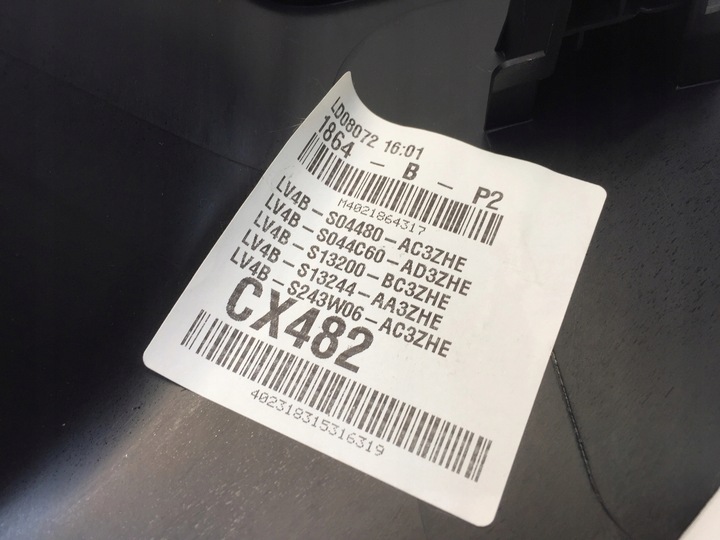 LD08072 16:01
1864 - B - P2
M4021864317
LV4B-S04480-AC3ZHE
LV4B-S044C60-AD3ZHE
LV4B-S13200-BC3ZHE
LV4B-S13244-AA3ZHE
LV4B-S243W06-AC3ZHE
CX482
402318315316319